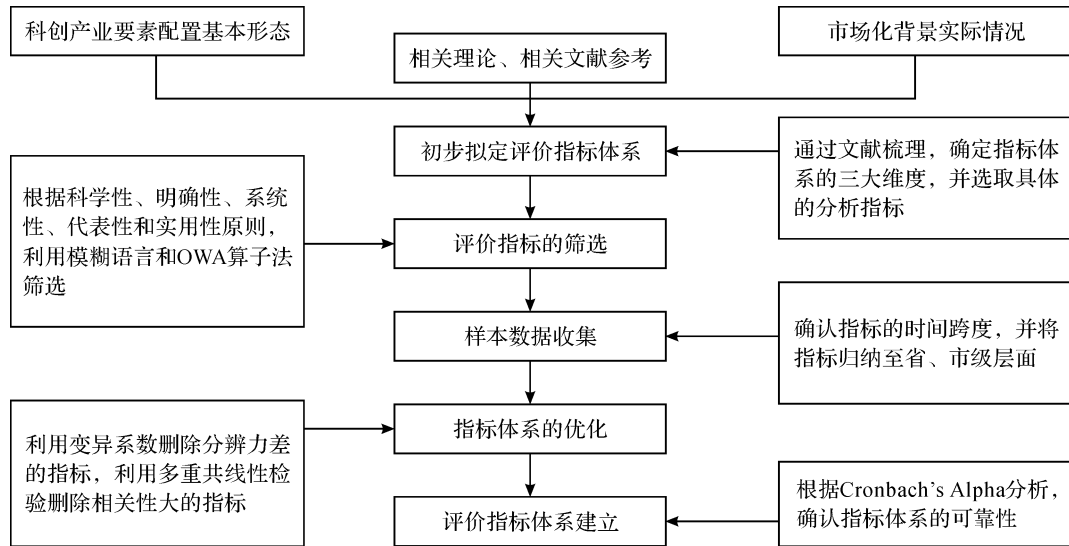 科创产业要素配置基本形态
相关理论、相关文献参考
市场化背景实际情况
初步拟定评价指标体系
通过文献梳理，确定指标体
系的三大维度，并选取具体
的分析指标
根据科学性、明确性、系统
性、代表性和实用性原则，
利用模糊语言和OWA算子法
筛选
评价指标的筛选
样本数据收集
确认指标的时间跨度，并将
指标归纳至省、市级层面
利用变异系数删除分辨力差
的指标，利用多重共线性检
验删除相关性大的指标
指标体系的优化
评价指标体系建立
根据Cronbach's Alpha分析，
确认指标体系的可靠性